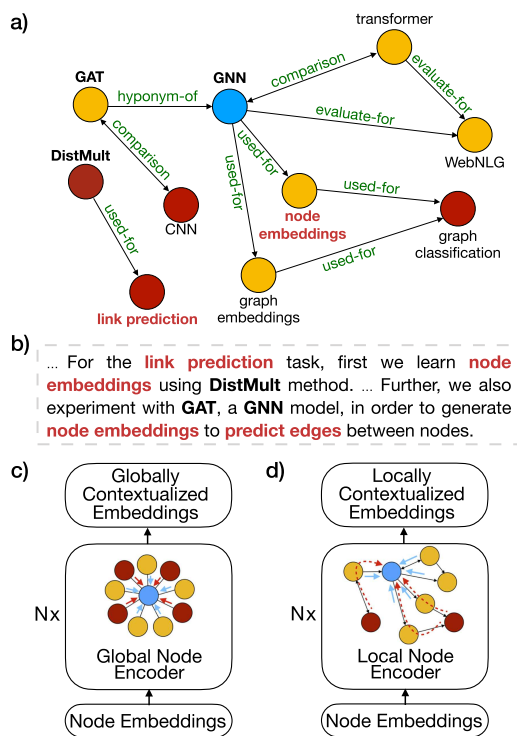 a)
transformer
GAT
GNN
comparison
evaluate-for
hyponym-of
evaluate-for
comparison
used-for
WebNLG
DistMult
used-for
used-for
used-for
CNN
node
embeddings
graph
classification
used-for
link prediction
graph
embeddings
b)
... For the link prediction task, first we learn node
embeddings using DistMult method. ... Further, we also
experiment with GAT, a GNN model, in order to generate
node embeddings to predict edges between nodes.
c)
Globally
Contextualized
Embeddings
Nx
Global Node
Encoder
Node Embeddings
d)
Locally
Contextualized
Embeddings
Nx
Local Node
Encoder
Node Embeddings